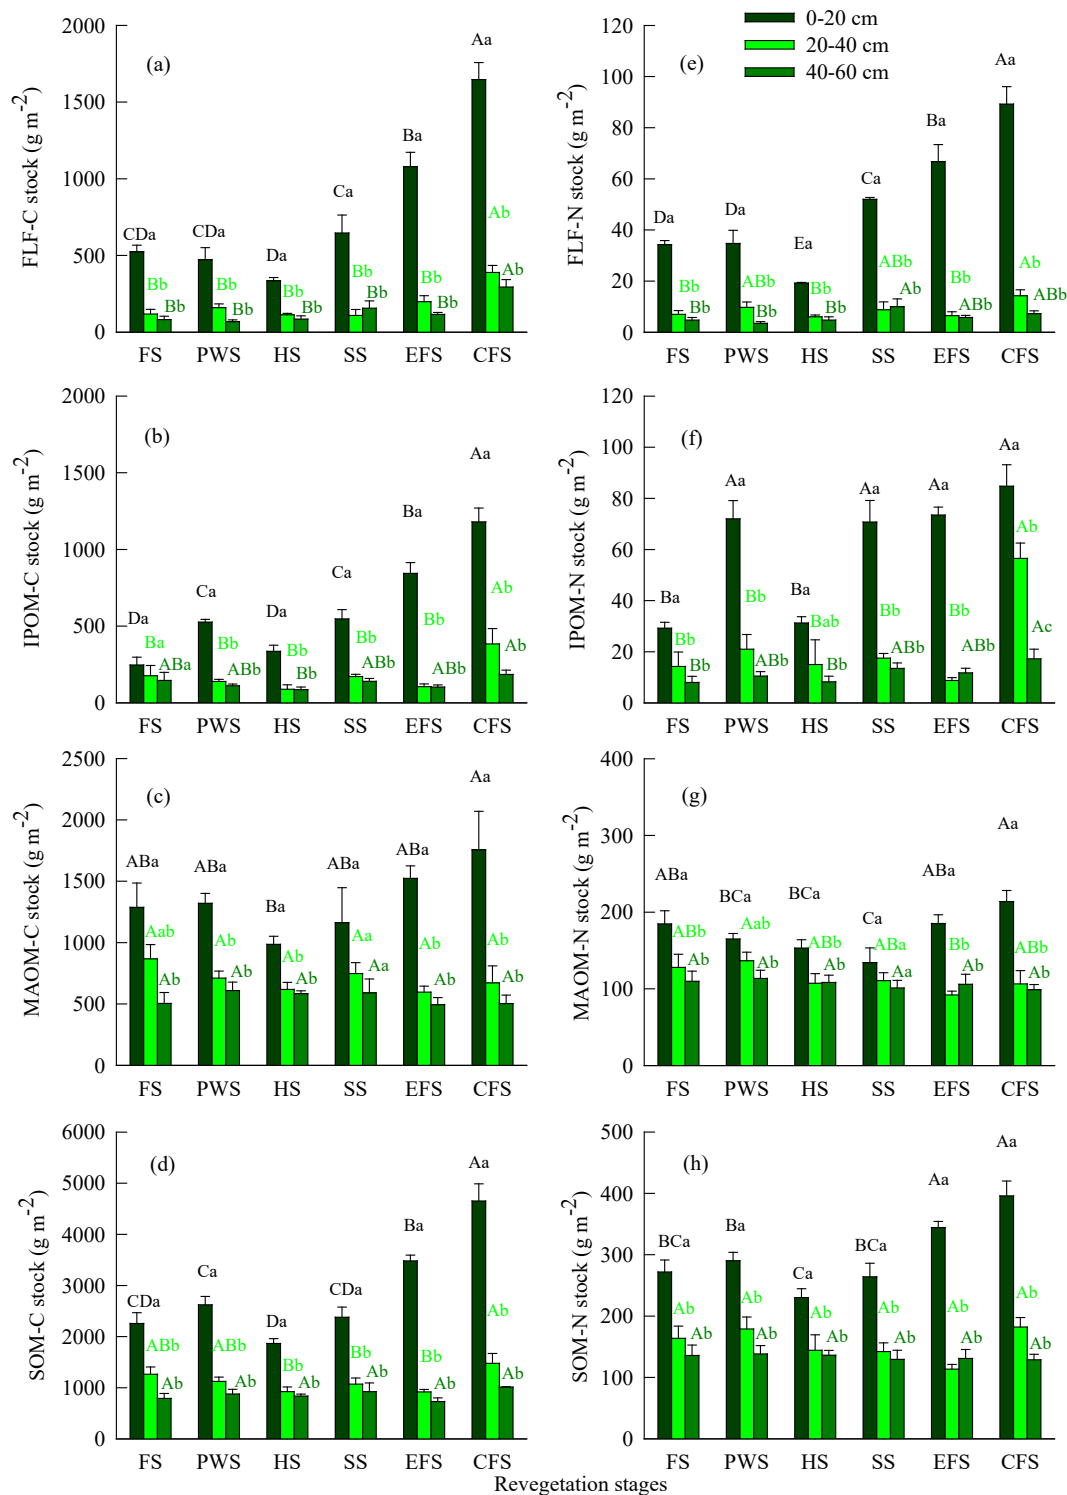 0-20 cm
20-40 cm
40-60 cm
(a)
FLF-C stock (g m-2)
2000
1500
1000
500
0
CDa Bb Bb
CDa Bb Bb
Da Bb Bb
Ca Bb Bb
Ba Bb Bb
Aa Ab Ab
FS PWS HS SS EFS CFS
(e)
FLF-N stock (g m-2)
120
100
80
60
40
20
0
Da Bb Bb
Da ABb Bb
Ea Bb Bb
Ca ABb Ab
Ba Bb ABb
Aa Ab ABb
FS PWS HS SS EFS CFS
(b)
IPOM-C stock (g m-2)
2000
1500
1000
500
0
Da Ba ABa
Ca Bb ABb
Da Bb Bb
Ca Bb ABb
Ba Bb ABb
Aa Ab Ab
FS PWS HS SS EFS CFS
(f)
IPOM-N stock (g m-2)
120
100
80
60
40
20
0
Ba Bb Bb
Aa Bb ABb
Ba Bab Bb
Aa Bb ABb
Aa Bb ABb
Aa Ab Ac
FS PWS HS SS EFS CFS
(c)
MAOM-C stock (g m-2)
2500
2000
1500
1000
500
0
ABa Aab Ab
ABa Ab Ab
Ba Ab Ab
ABa Aa Aa
ABa Ab Ab
Aa Ab Ab
FS PWS HS SS EFS CFS
(g)
MAOM-N stock (g m-2)
400
300
200
100
0
ABa ABb Ab
BCa Aab Ab
BCa ABb Ab
Ca ABa Aa
ABa Bb Ab
Aa ABb Ab
FS PWS HS SS EFS CFS
(d)
SOM-C stock (g m-2)
6000
5000
4000
3000
2000
1000
0
CDa ABb Ab
Ca ABb Ab
Da Bb Ab
CDa Bb Ab
Ba Bb Ab
Aa Ab Ab
FS PWS HS SS EFS CFS
(h)
SOM-N stock (g m-2)
500
400
300
200
100
0
BCa Ab Ab
Ba Ab Ab
Ca Ab Ab
BCa Ab Ab
Aa Ab Ab
Aa Ab Ab
FS PWS HS SS EFS CFS
Revegetation stages